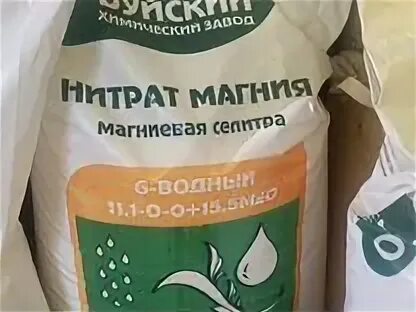 БУЙСКИЙ
ХИМИЧЕСКИЙ ЗАВОД
НИТРАТ МАГНИЯ
МАГНИЕВАЯ СЕЛИТРА
6-ВОДНЫЙ
11.1-0-0+15.5MgO